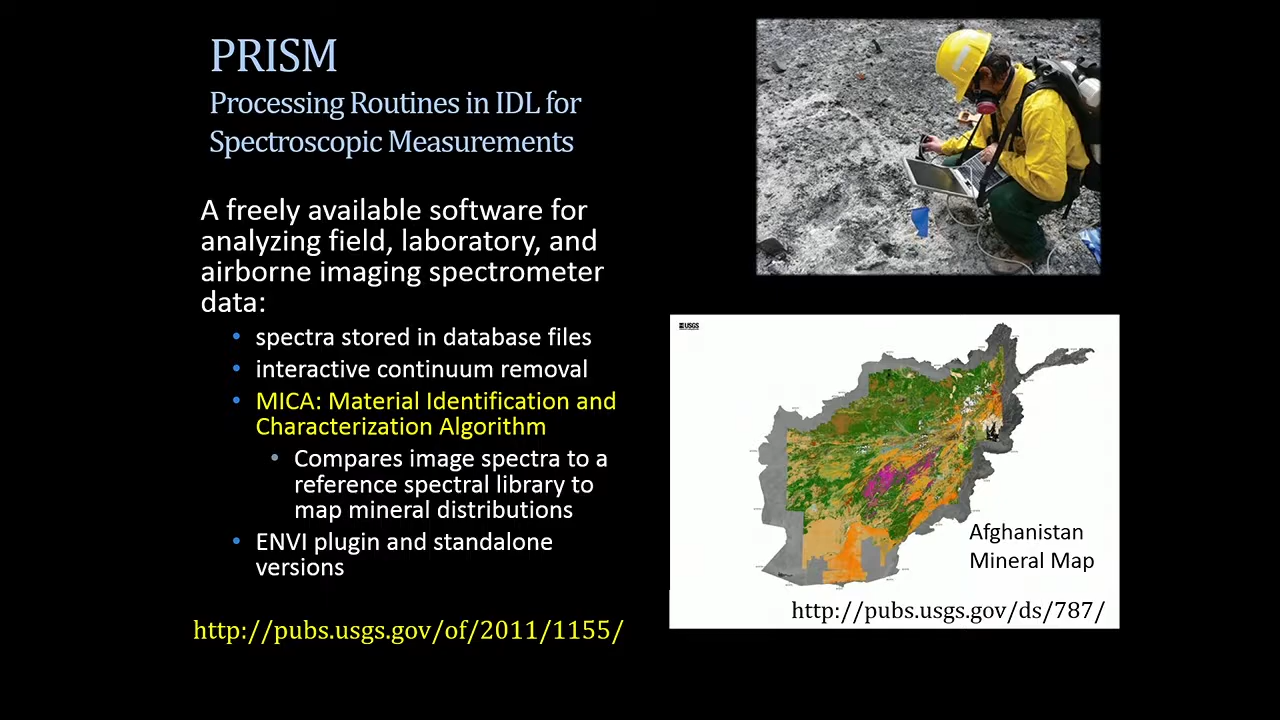 PRISM
Processing Routines in IDL for
Spectroscopic Measurements
A freely available software for
analyzing field, laboratory, and
airborne imaging spectrometer
data:
• spectra stored in database files
• interactive continuum removal
• MICA: Material Identification and
Characterization Algorithm
• Compares image spectra to a
reference spectral library to
map mineral distributions
• ENVI plugin and standalone
versions
http://pubs.usgs.gov/of/2011/1155/
USGS
Afghanistan
Mineral Map
http://pubs.usgs.gov/ds/787/